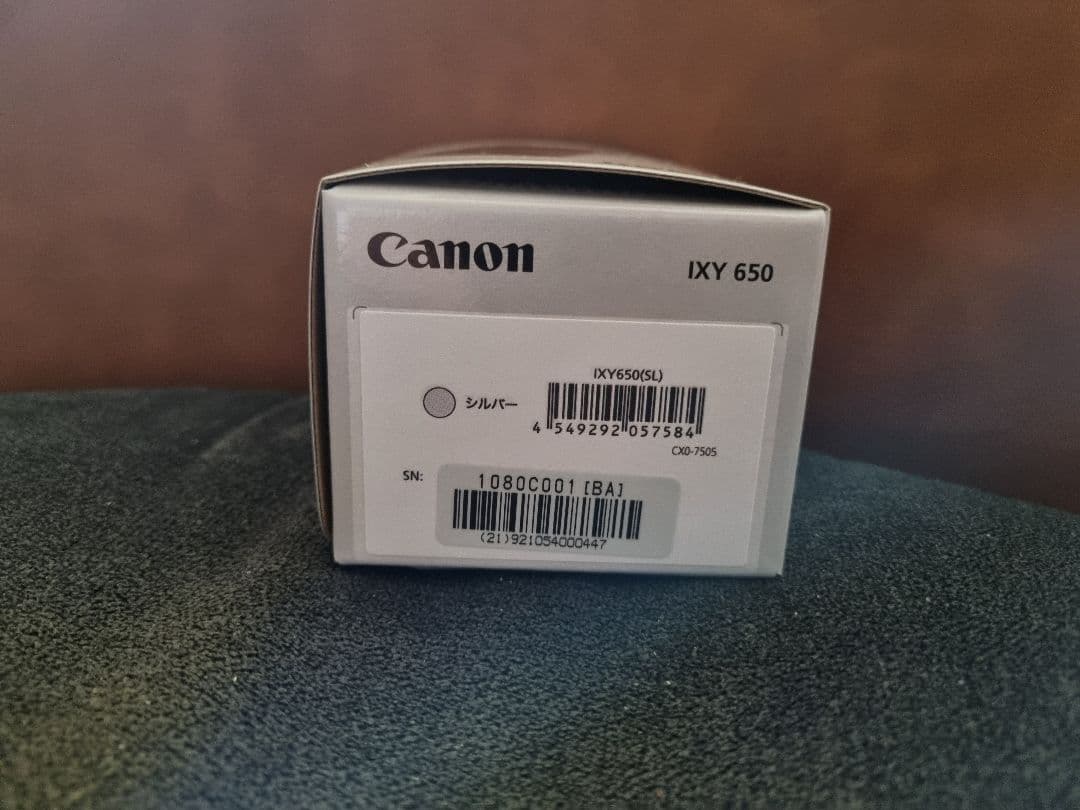 Canon
IXY 650
IXY650(SL)
シルバー
4 549292 057584
CX0-7505
SN:
1080C001 [BA]
(21)921054000447